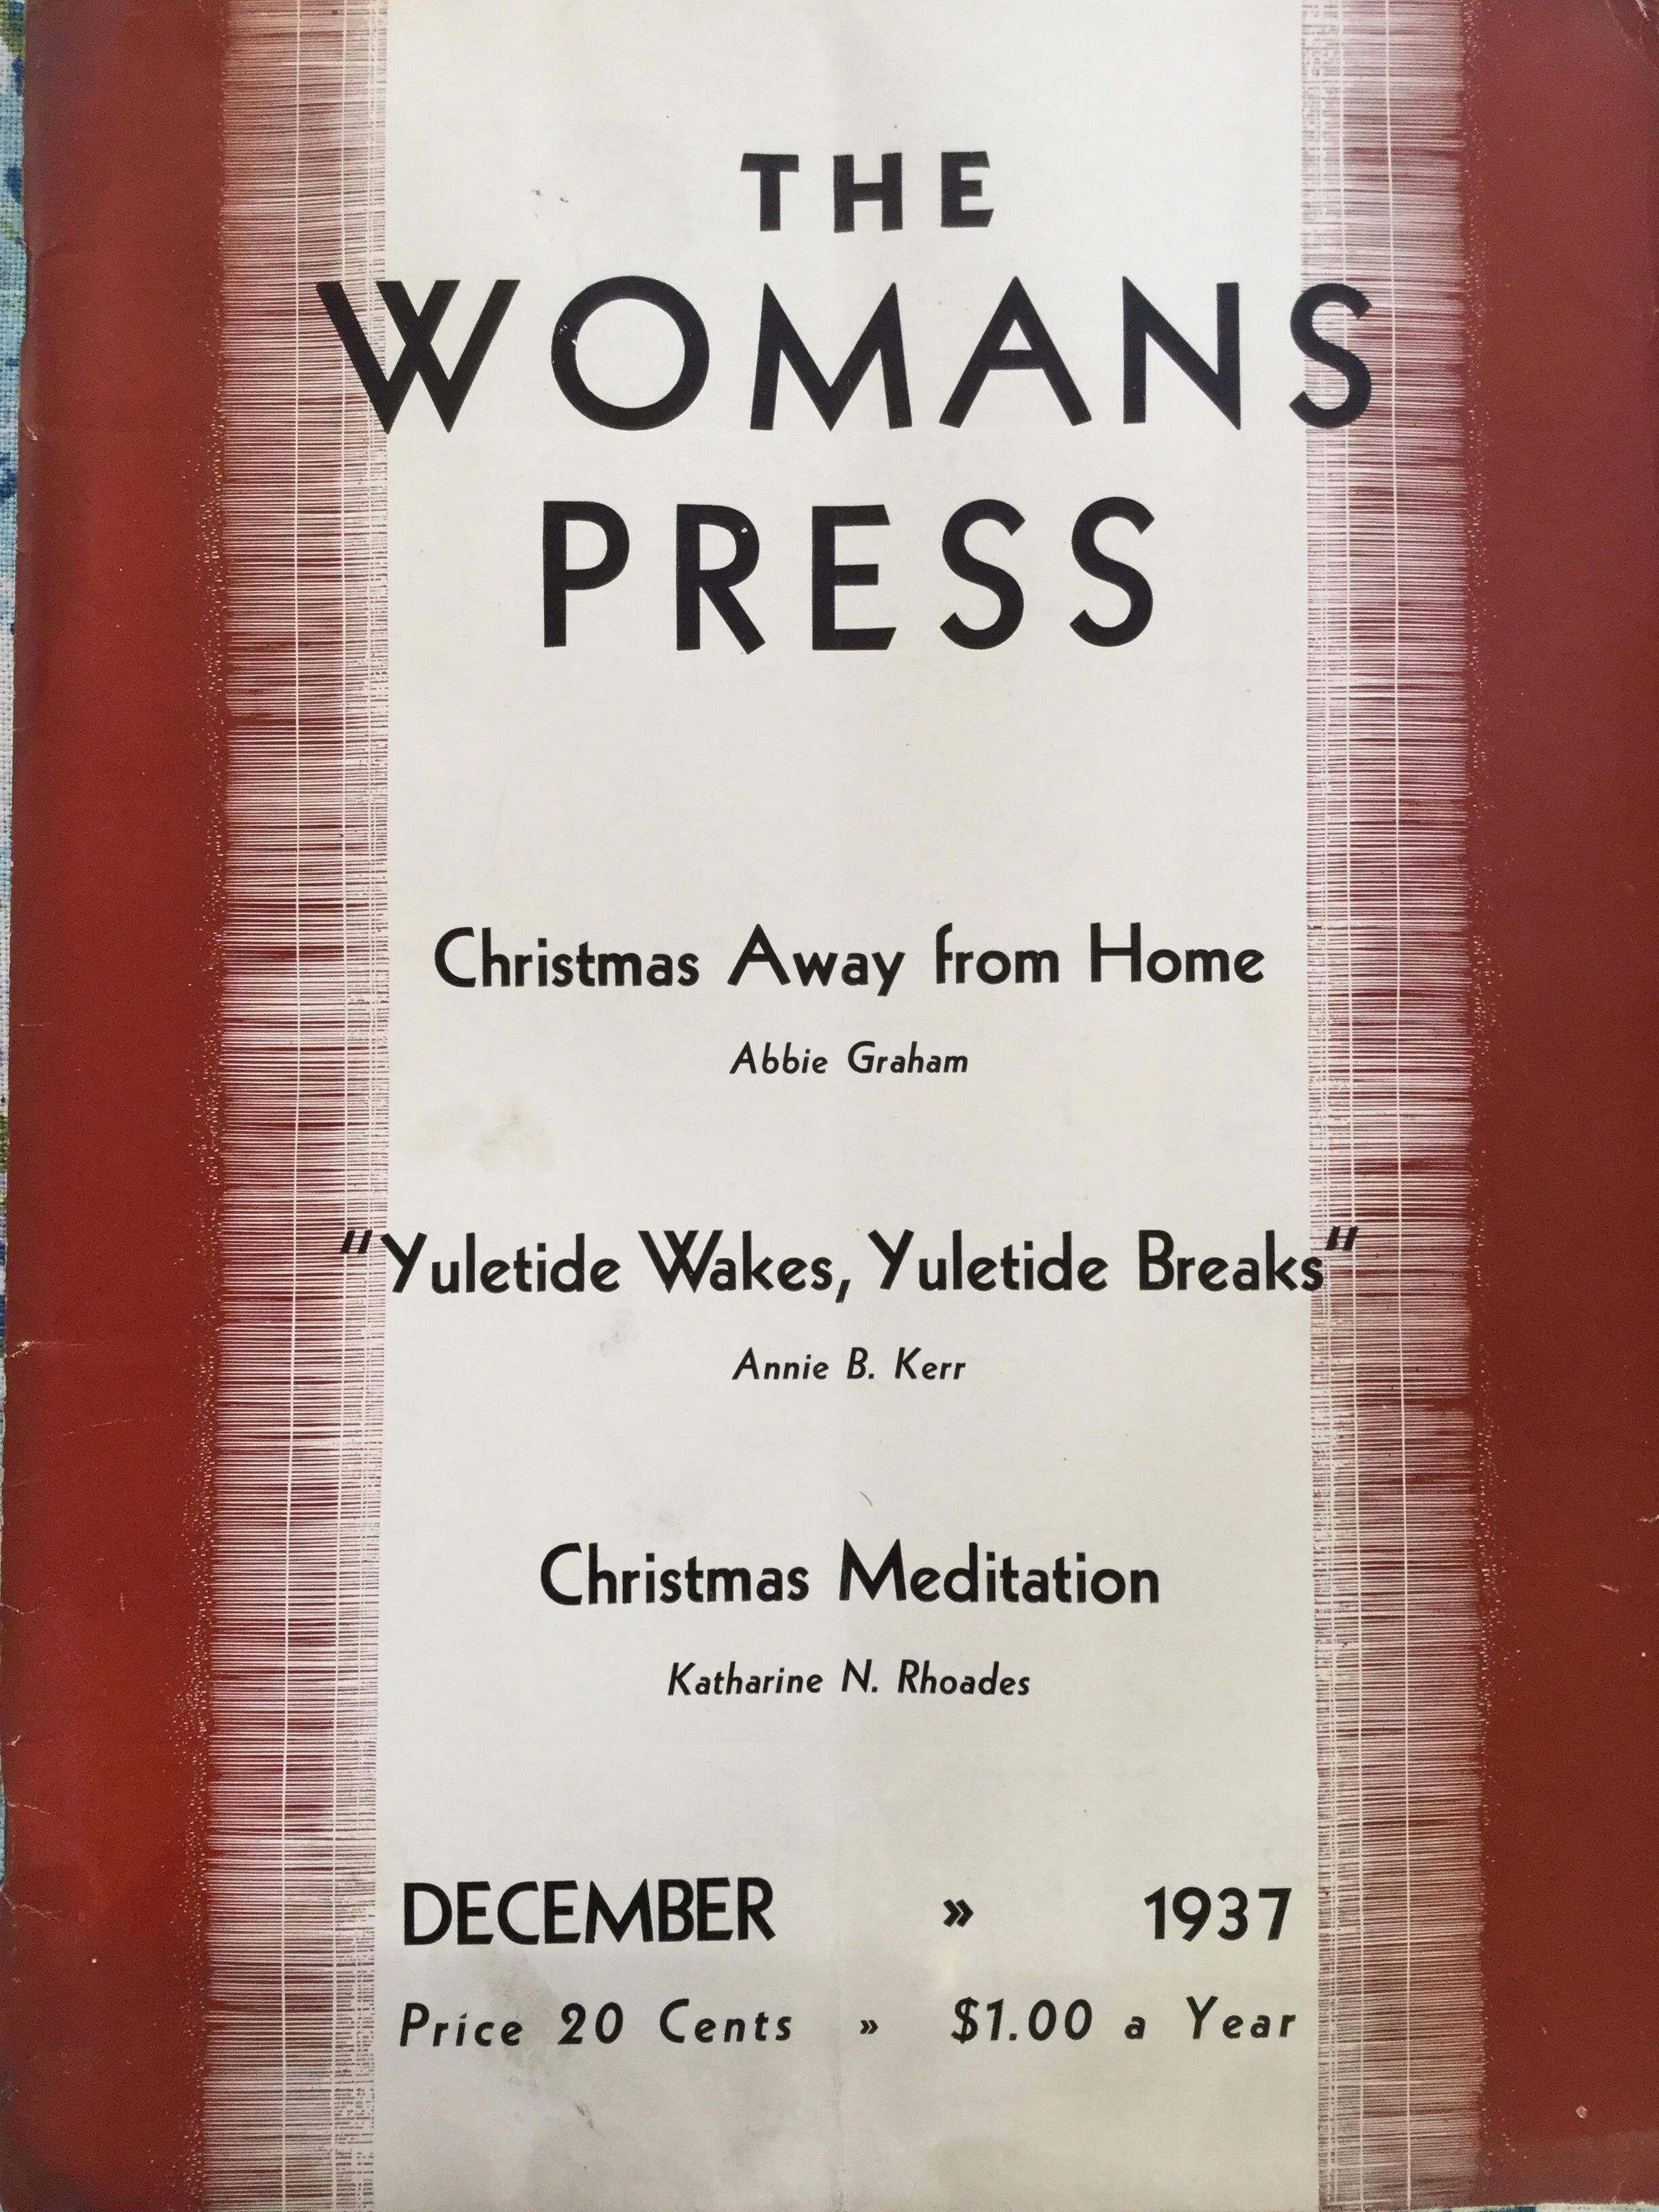 THE
WOMANS
PRESS
Christmas Away from Home
Abbie Graham
"Yuletide Wakes, Yuletide Breaks"
Annie B. Kerr
Christmas Meditation
Katharine N. Rhoades
DECEMBER » 1937
Price 20 Cents » $1.00 a Year